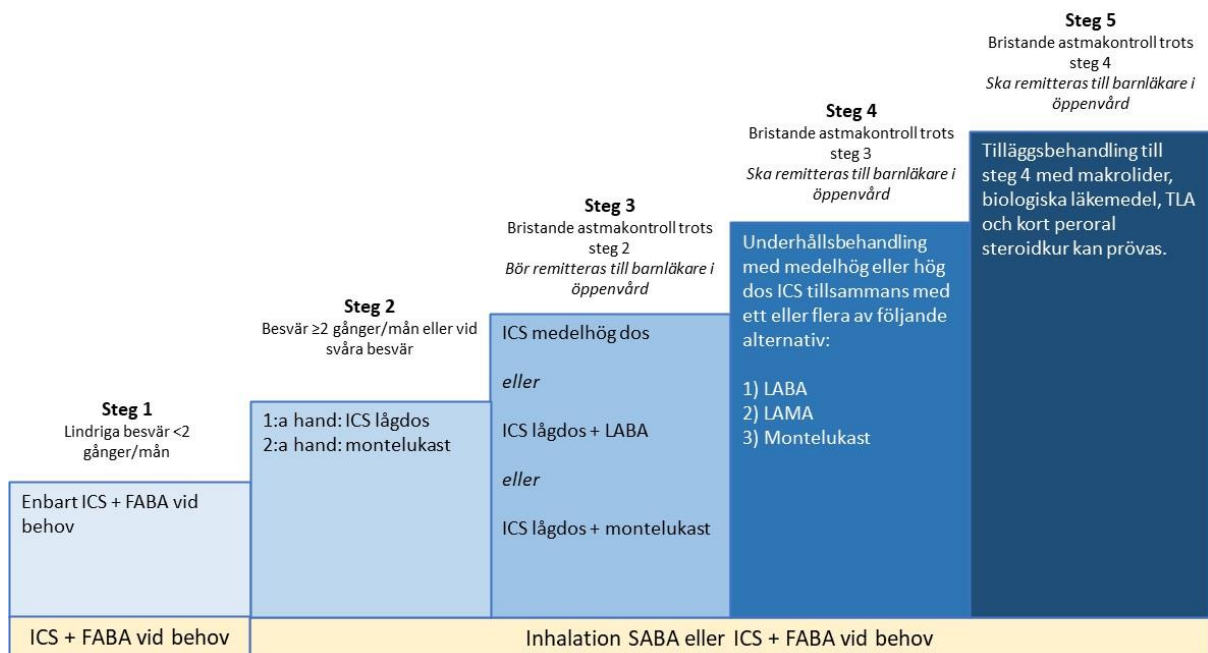 Steg 1
Lindriga besvär <2
gånger/mån
Enbart ICS + FABA vid
behov
Steg 2
Besvär ≥2 gånger/mån eller vid
svåra besvär
1:a hand: ICS lågdos
2:a hand: montelukast
Steg 3
Bristande astmakontroll trots
steg 2
Bör remitteras till barnläkare i
öppenvård
ICS medelhög dos
eller
ICS lågdos + LABA
eller
ICS lågdos + montelukast
Steg 4
Bristande astmakontroll trots
steg 3
Ska remitteras till barnläkare i
öppenvård
Underhållsbehandling
med medelhög eller hög
dos ICS tillsammans med
ett eller flera av följande
alternativ:
1) LABA
2) LAMA
3) Montelukast
Steg 5
Bristande astmakontroll trots
steg 4
Ska remitteras till barnläkare i
öppenvård
Tilläggsbehandling till
steg 4 med makrolider,
biologiska läkemedel, TLA
och kort peroral
steroidkur kan prövas.
ICS + FABA vid behov
Inhalation SABA eller ICS + FABA vid behov